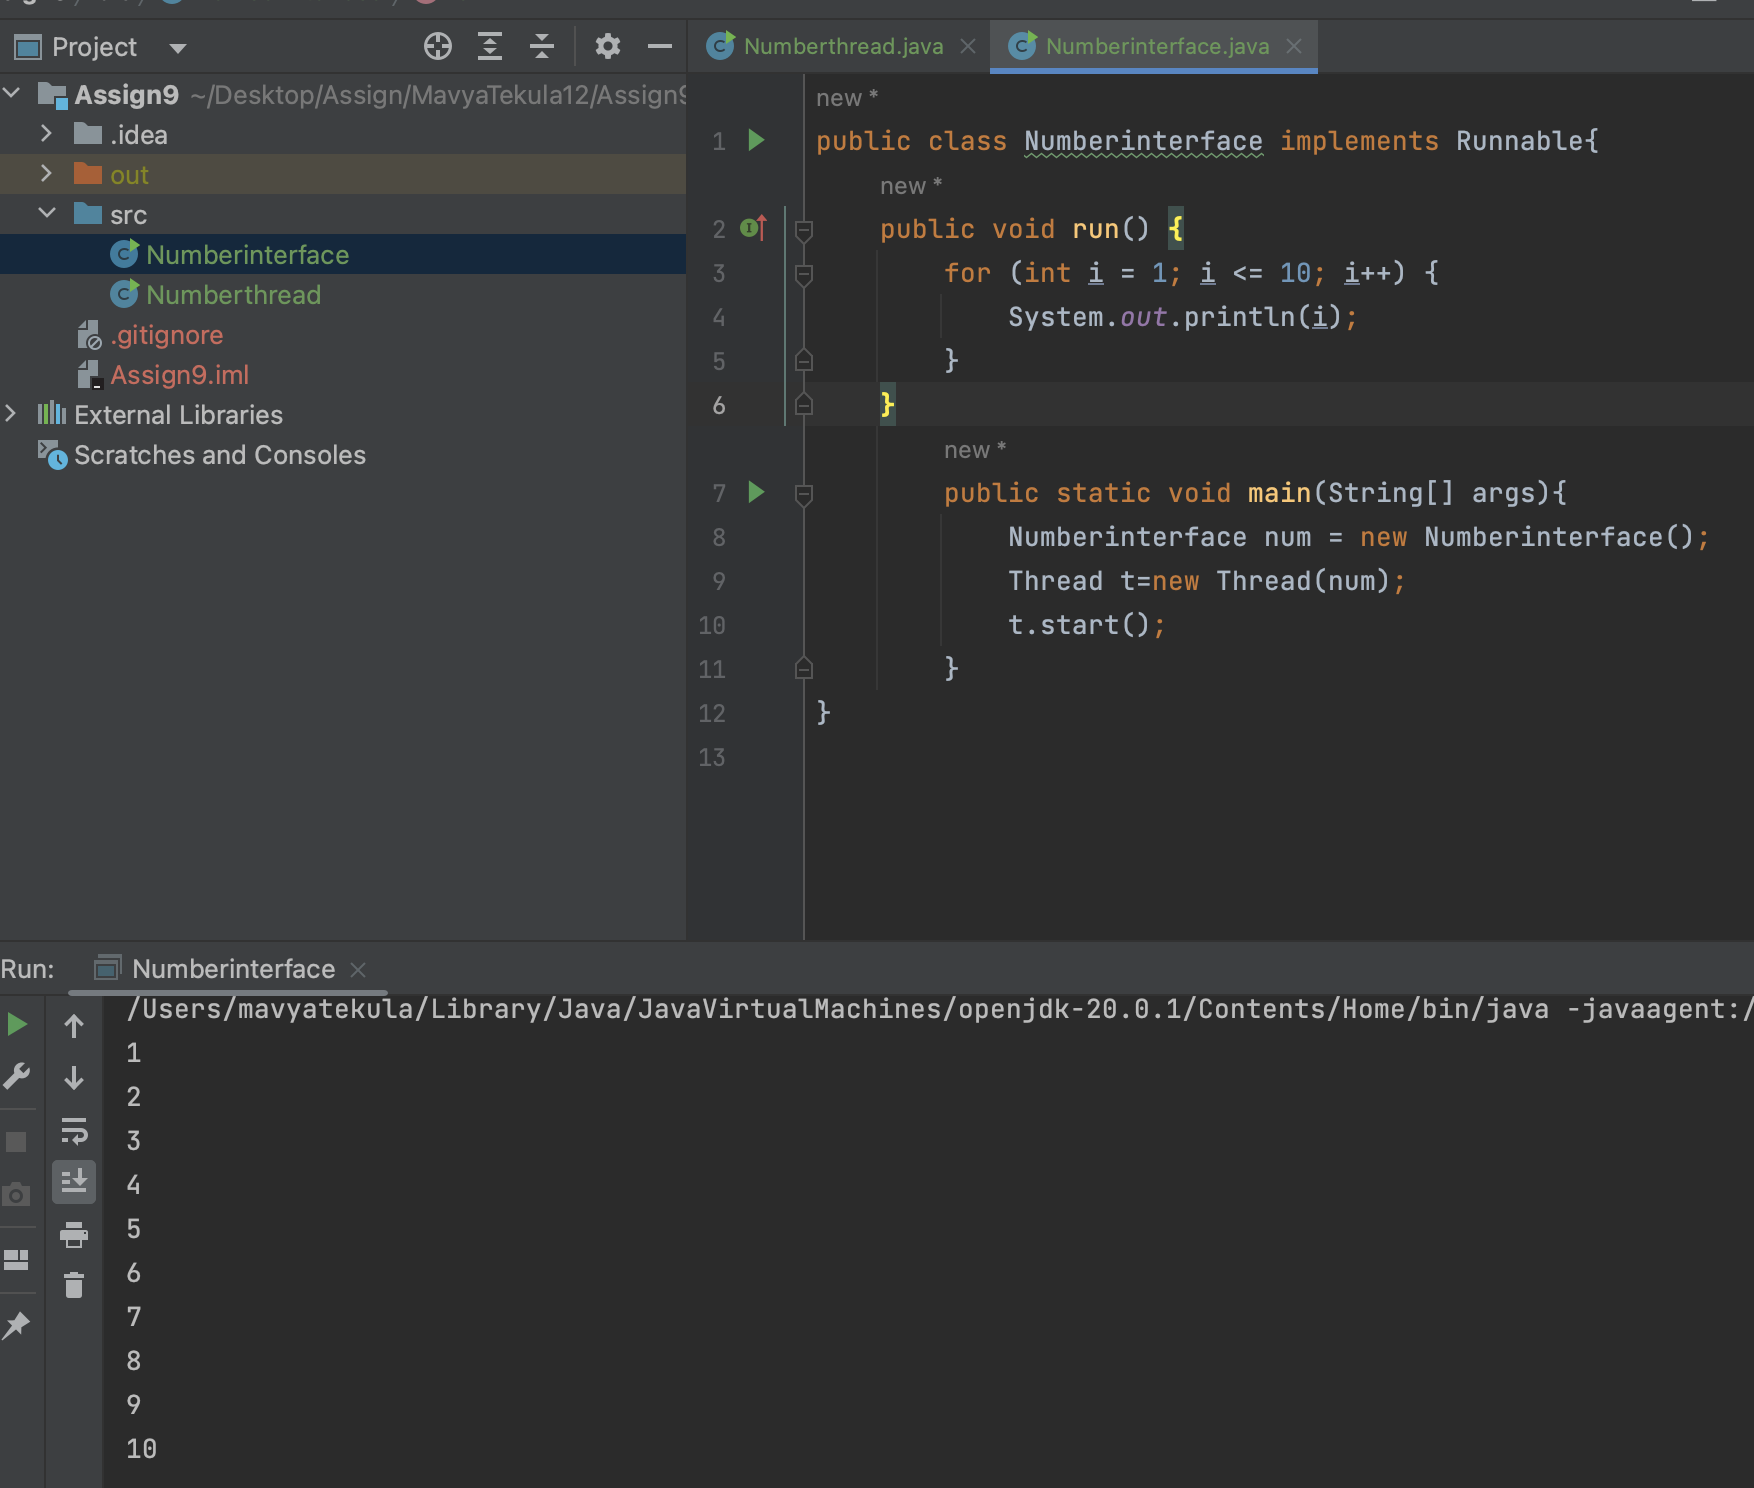 Project
Numberthread.java
Numberinterface.java
Assign9 ~/Desktop/Assign/MavyaTekula12/Assign9
.idea
out
src
Numberinterface
Numberthread
.gitignore
Assign9.iml
External Libraries
Scratches and Consoles
new *
1 public class Numberinterface implements Runnable{
new *
2 public void run() {
3 for (int i = 1; i <= 10; i++) {
4 System.out.println(i);
5 }
6 }
new *
7 public static void main(String[] args){
8 Numberinterface num = new Numberinterface();
9 Thread t=new Thread(num);
10 t.start();
11 }
12 }
13
Run: Numberinterface
/Users/mavyatekula/Library/Java/JavaVirtualMachines/openjdk-20.0.1/Contents/Home/bin/java -javaagent:/
1
2
3
4
5
6
7
8
9
10